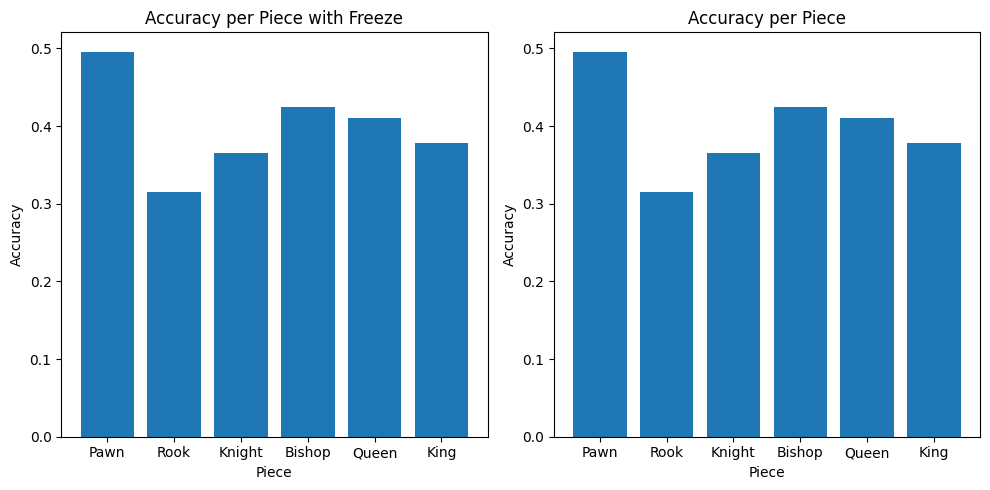 Accuracy per Piece with Freeze
Accuracy
0.5
0.4
0.3
0.2
0.1
0.0
Pawn Rook Knight Bishop Queen King
Piece
Accuracy per Piece
Accuracy
0.5
0.4
0.3
0.2
0.1
0.0
Pawn Rook Knight Bishop Queen King
Piece